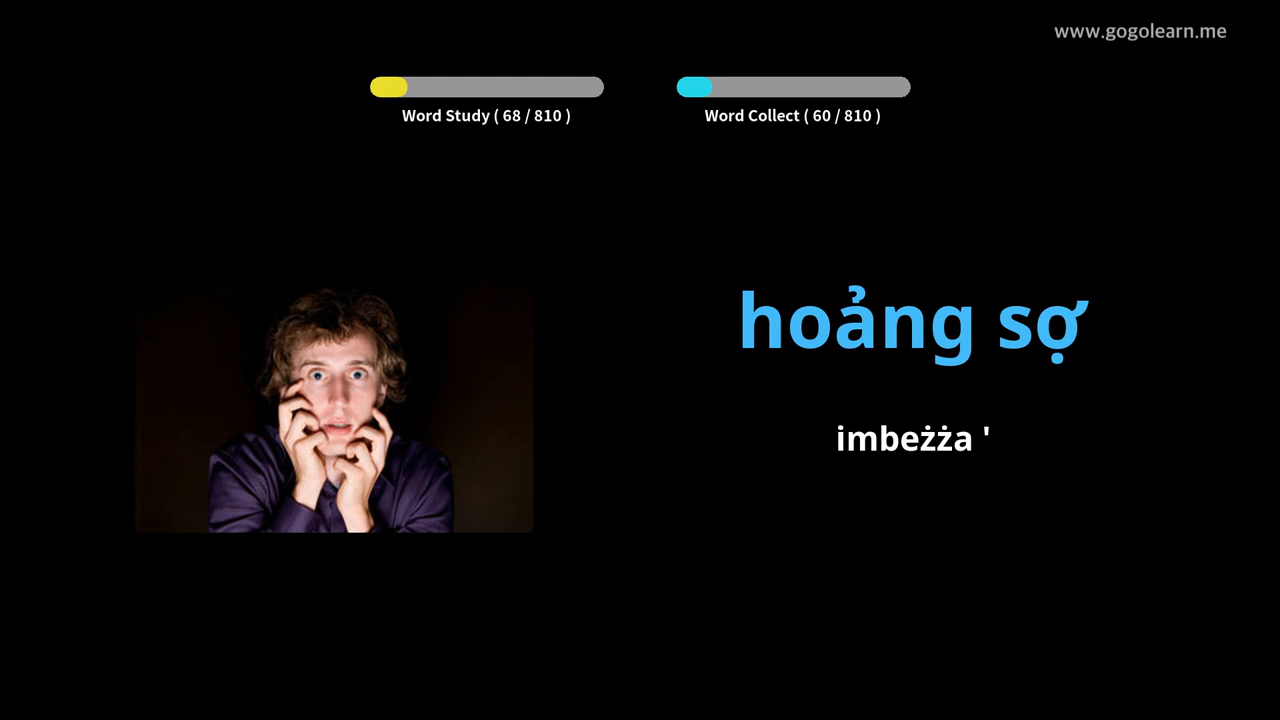 www.gogolearn.me
Word Study ( 68 / 810 )
Word Collect ( 60 / 810 )
hoảng sợ
imbeżża '